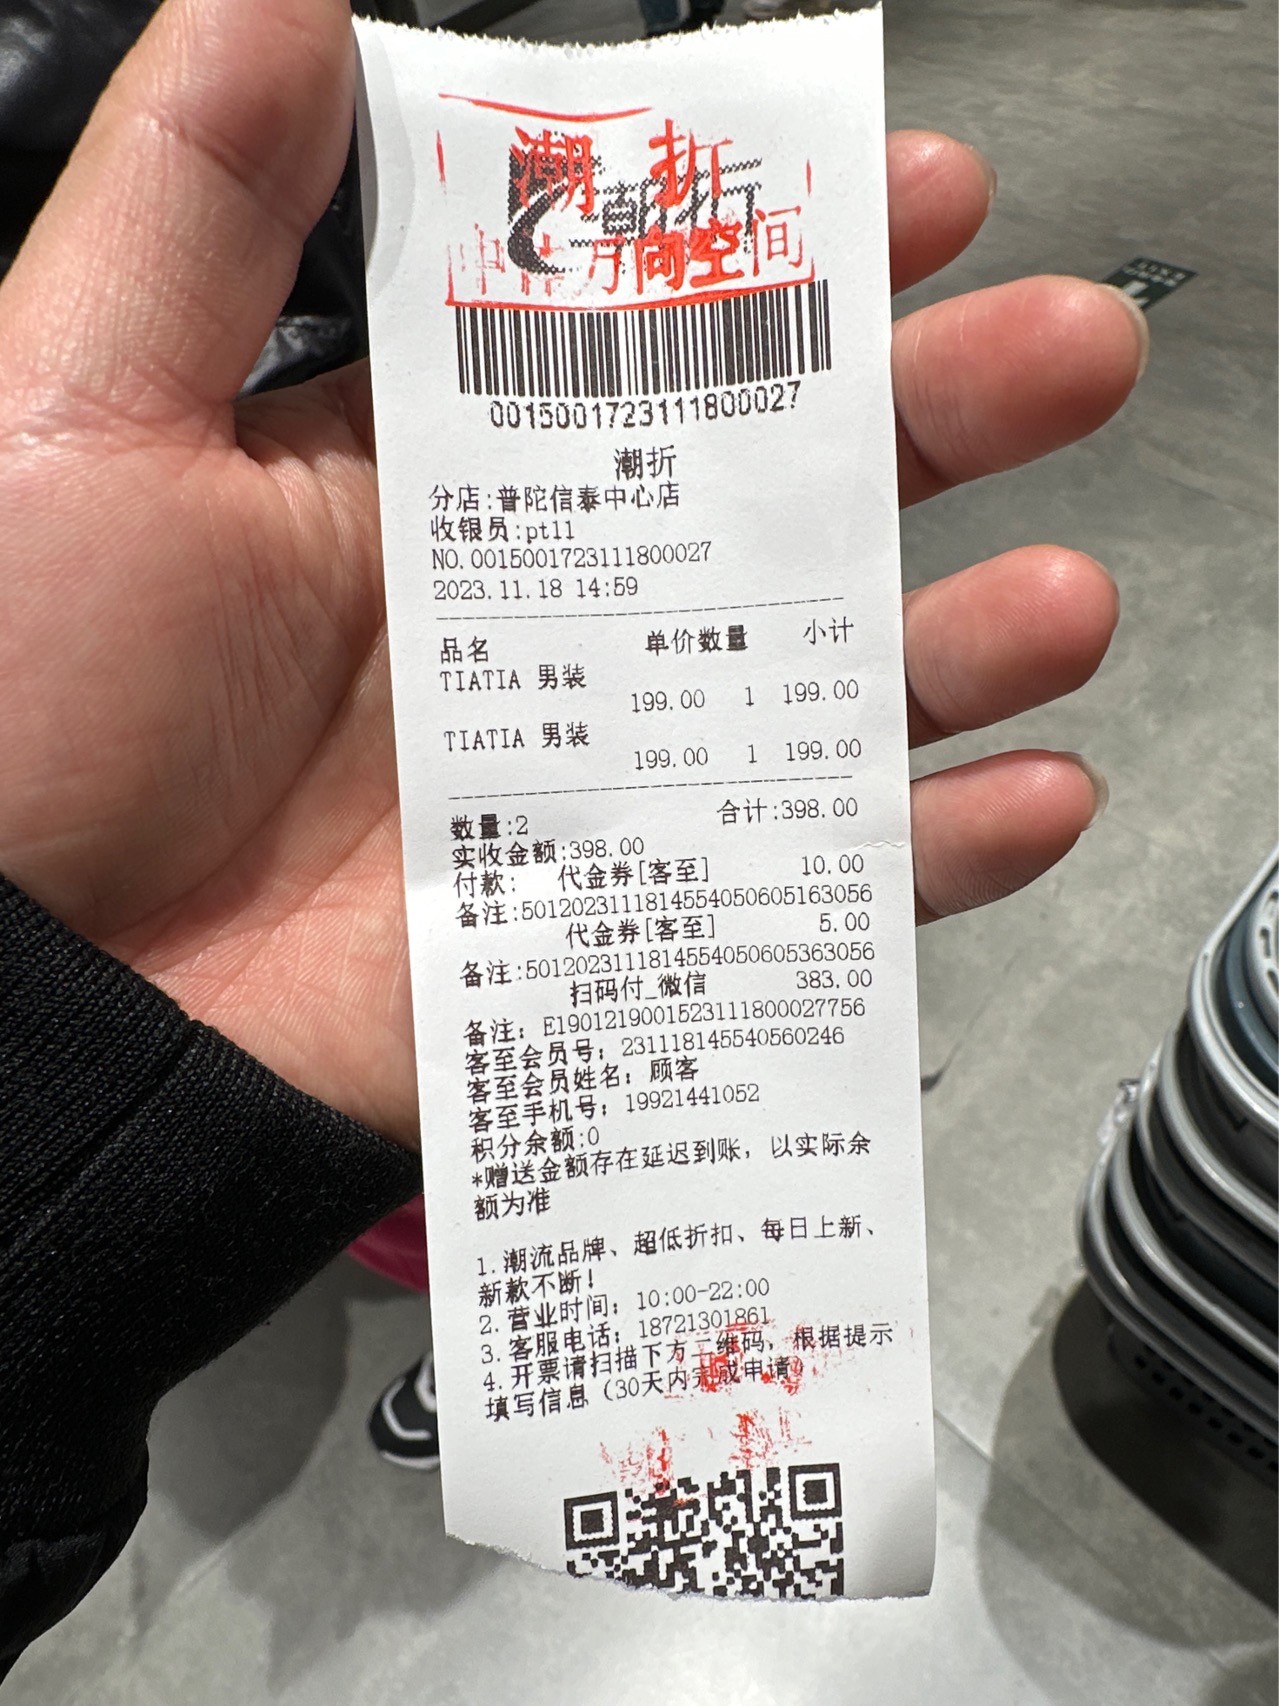 潮 折
向空间
0015001723111800027
潮折
分店:普陀信泰中心店
收银员:pt11
NO.0015001723111800027
2023.11.18 14:59
品名 单价数量 小计
TIATIA 男装
199.00 1 199.00
TIATIA 男装
199.00 1 199.00
数量:2 合计:398.00
实收金额:398.00
付款: 代金券[客至] 10.00
备注:5012023111814554050605163056
代金券[客至] 5.00
备注:5012023111814554050605363056
扫码付_微信 383.00
备注: E1901219001523111800027756
客至会员号: 231118145540560246
客至会员姓名: 顾客
客至手机号: 19921441052
积分余额:0
*赠送金额存在延迟到账，以实际余
额为准
1.潮流品牌、超低折扣、每日上新、
新款不断!
2.营业时间: 10:00-22:00
3.客服电话: 18721301861
4.开票请扫描下方二维码，根据提示
填写信息（30天内完成申请）